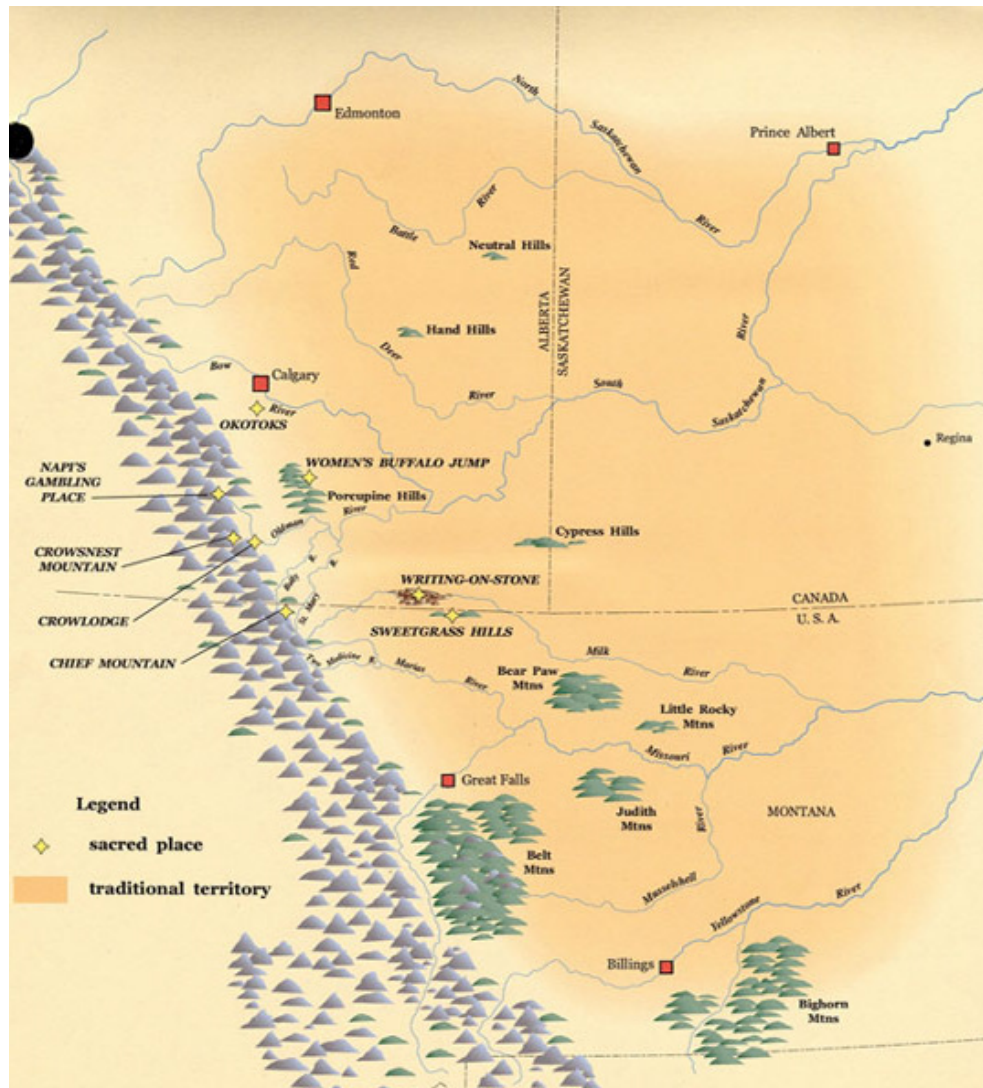 North
Edmonton
Saskatchewan
Prince Albert
River
River
Battle
Neutral Hills
Red
ALBERTA
SASKATCHEWAN
Hand Hills
River
Deer
Bow
Calgary
River
South
Saskatchewan
River
OKOTOKS
Regina
NAPI'S
GAMBLING
PLACE
WOMEN'S BUFFALO JUMP
Porcupine Hills
Oldman
River
CROWSNEST
MOUNTAIN
Cypress Hills
Belly R.
St. Mary R.
WRITING-ON-STONE
CANADA
U. S. A.
CROWLODGE
SWEETGRASS HILLS
CHIEF MOUNTAIN
Two Medicine R.
Marias
River
Milk
River
Bear Paw
Mtns
Little Rocky
Mtns
Missouri
River
Great Falls
Legend
sacred place
traditional territory
Judith
Mtns
River
MONTANA
Belt
Mtns
Musselshell
Yellowstone
River
Billings
Bighorn
Mtns